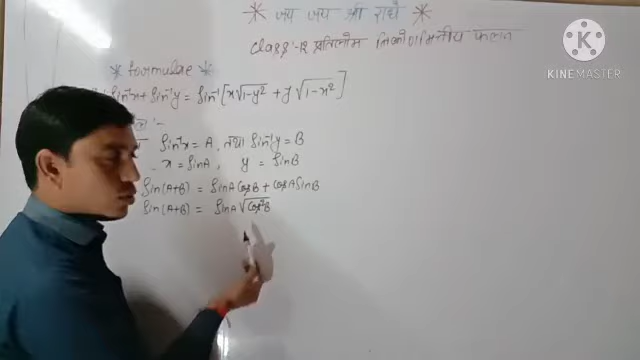 * जय जय श्री राधे *
Class-12 प्रतिलोम त्रिकोणमितीय फलन
* Formulae *
Sin⁻¹x + Sin⁻¹y = Sin⁻¹[x√1-y² + y√1-x²]
Sin⁻¹x = A, तथा Sin⁻¹y = B
x = SinA, y = SinB
Sin(A+B) = SinA CosB + CosA SinB
Sin(A+B) = SinA √Cos²B
KINEMASTER